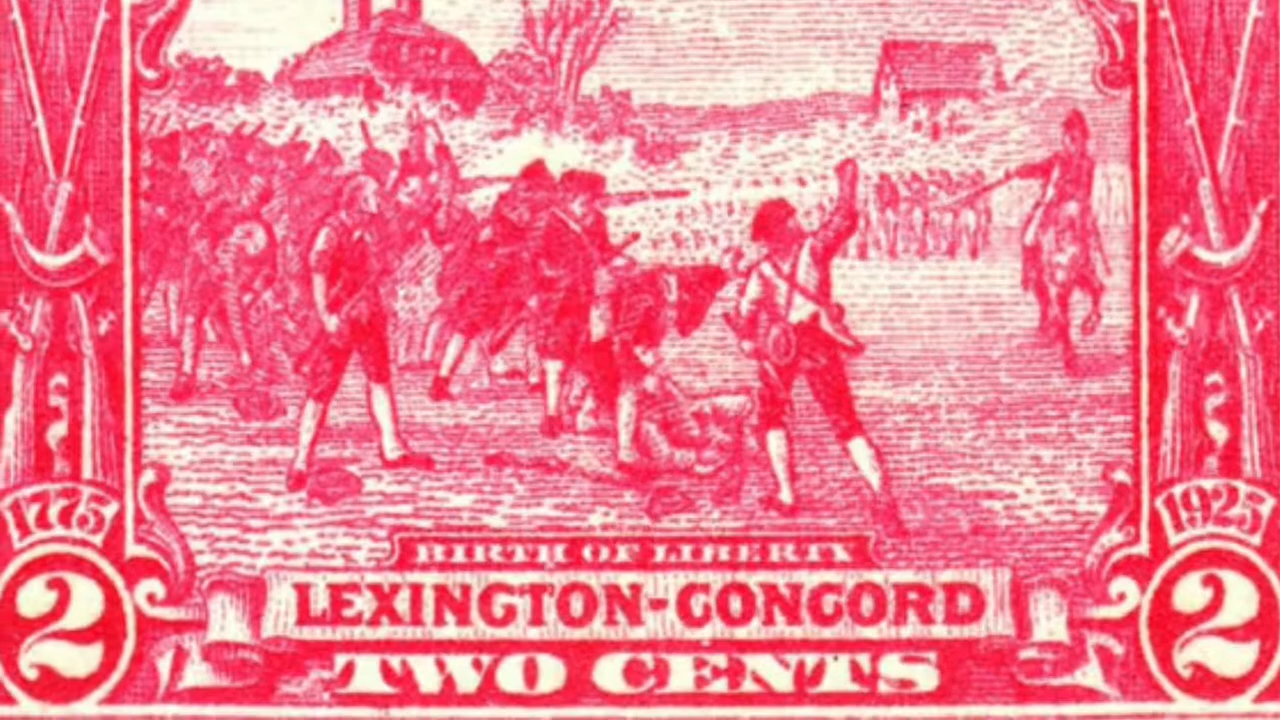 1775
1925
BIRTH OF LIBERTY
2
LEXINGTON-CONCORD
2
TWO CENTS